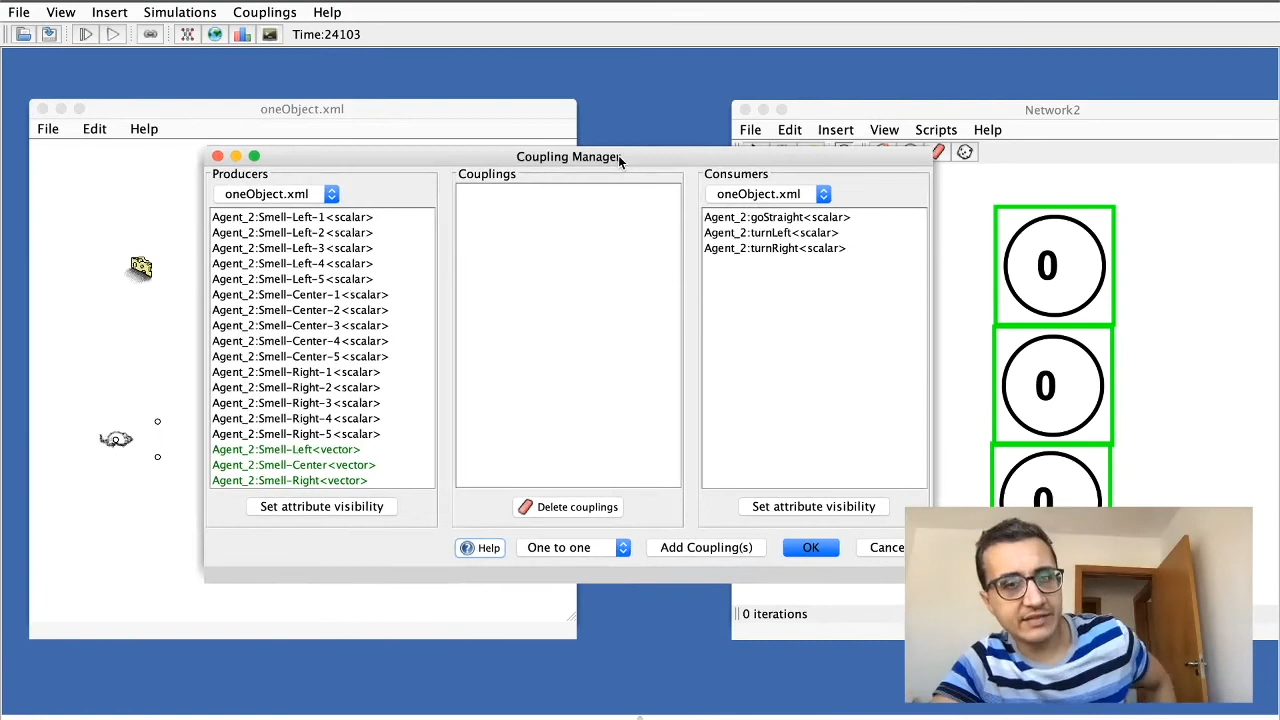 File View Insert Simulations Couplings Help
Time:24103
oneObject.xml
File Edit Help
Network2
File Edit Insert View Scripts Help
Coupling Manager
Producers
oneObject.xml
Agent_2:Smell-Left-1<scalar>
Agent_2:Smell-Left-2<scalar>
Agent_2:Smell-Left-3<scalar>
Agent_2:Smell-Left-4<scalar>
Agent_2:Smell-Left-5<scalar>
Agent_2:Smell-Center-1<scalar>
Agent_2:Smell-Center-2<scalar>
Agent_2:Smell-Center-3<scalar>
Agent_2:Smell-Center-4<scalar>
Agent_2:Smell-Center-5<scalar>
Agent_2:Smell-Right-1<scalar>
Agent_2:Smell-Right-2<scalar>
Agent_2:Smell-Right-3<scalar>
Agent_2:Smell-Right-4<scalar>
Agent_2:Smell-Right-5<scalar>
Agent_2:Smell-Left<vector>
Agent_2:Smell-Center<vector>
Agent_2:Smell-Right<vector>
Set attribute visibility
Couplings
Delete couplings
Consumers
oneObject.xml
Agent_2:goStraight<scalar>
Agent_2:turnLeft<scalar>
Agent_2:turnRight<scalar>
Set attribute visibility
Help
One to one
Add Coupling(s)
OK
Cance
0
0
0
0 iterations